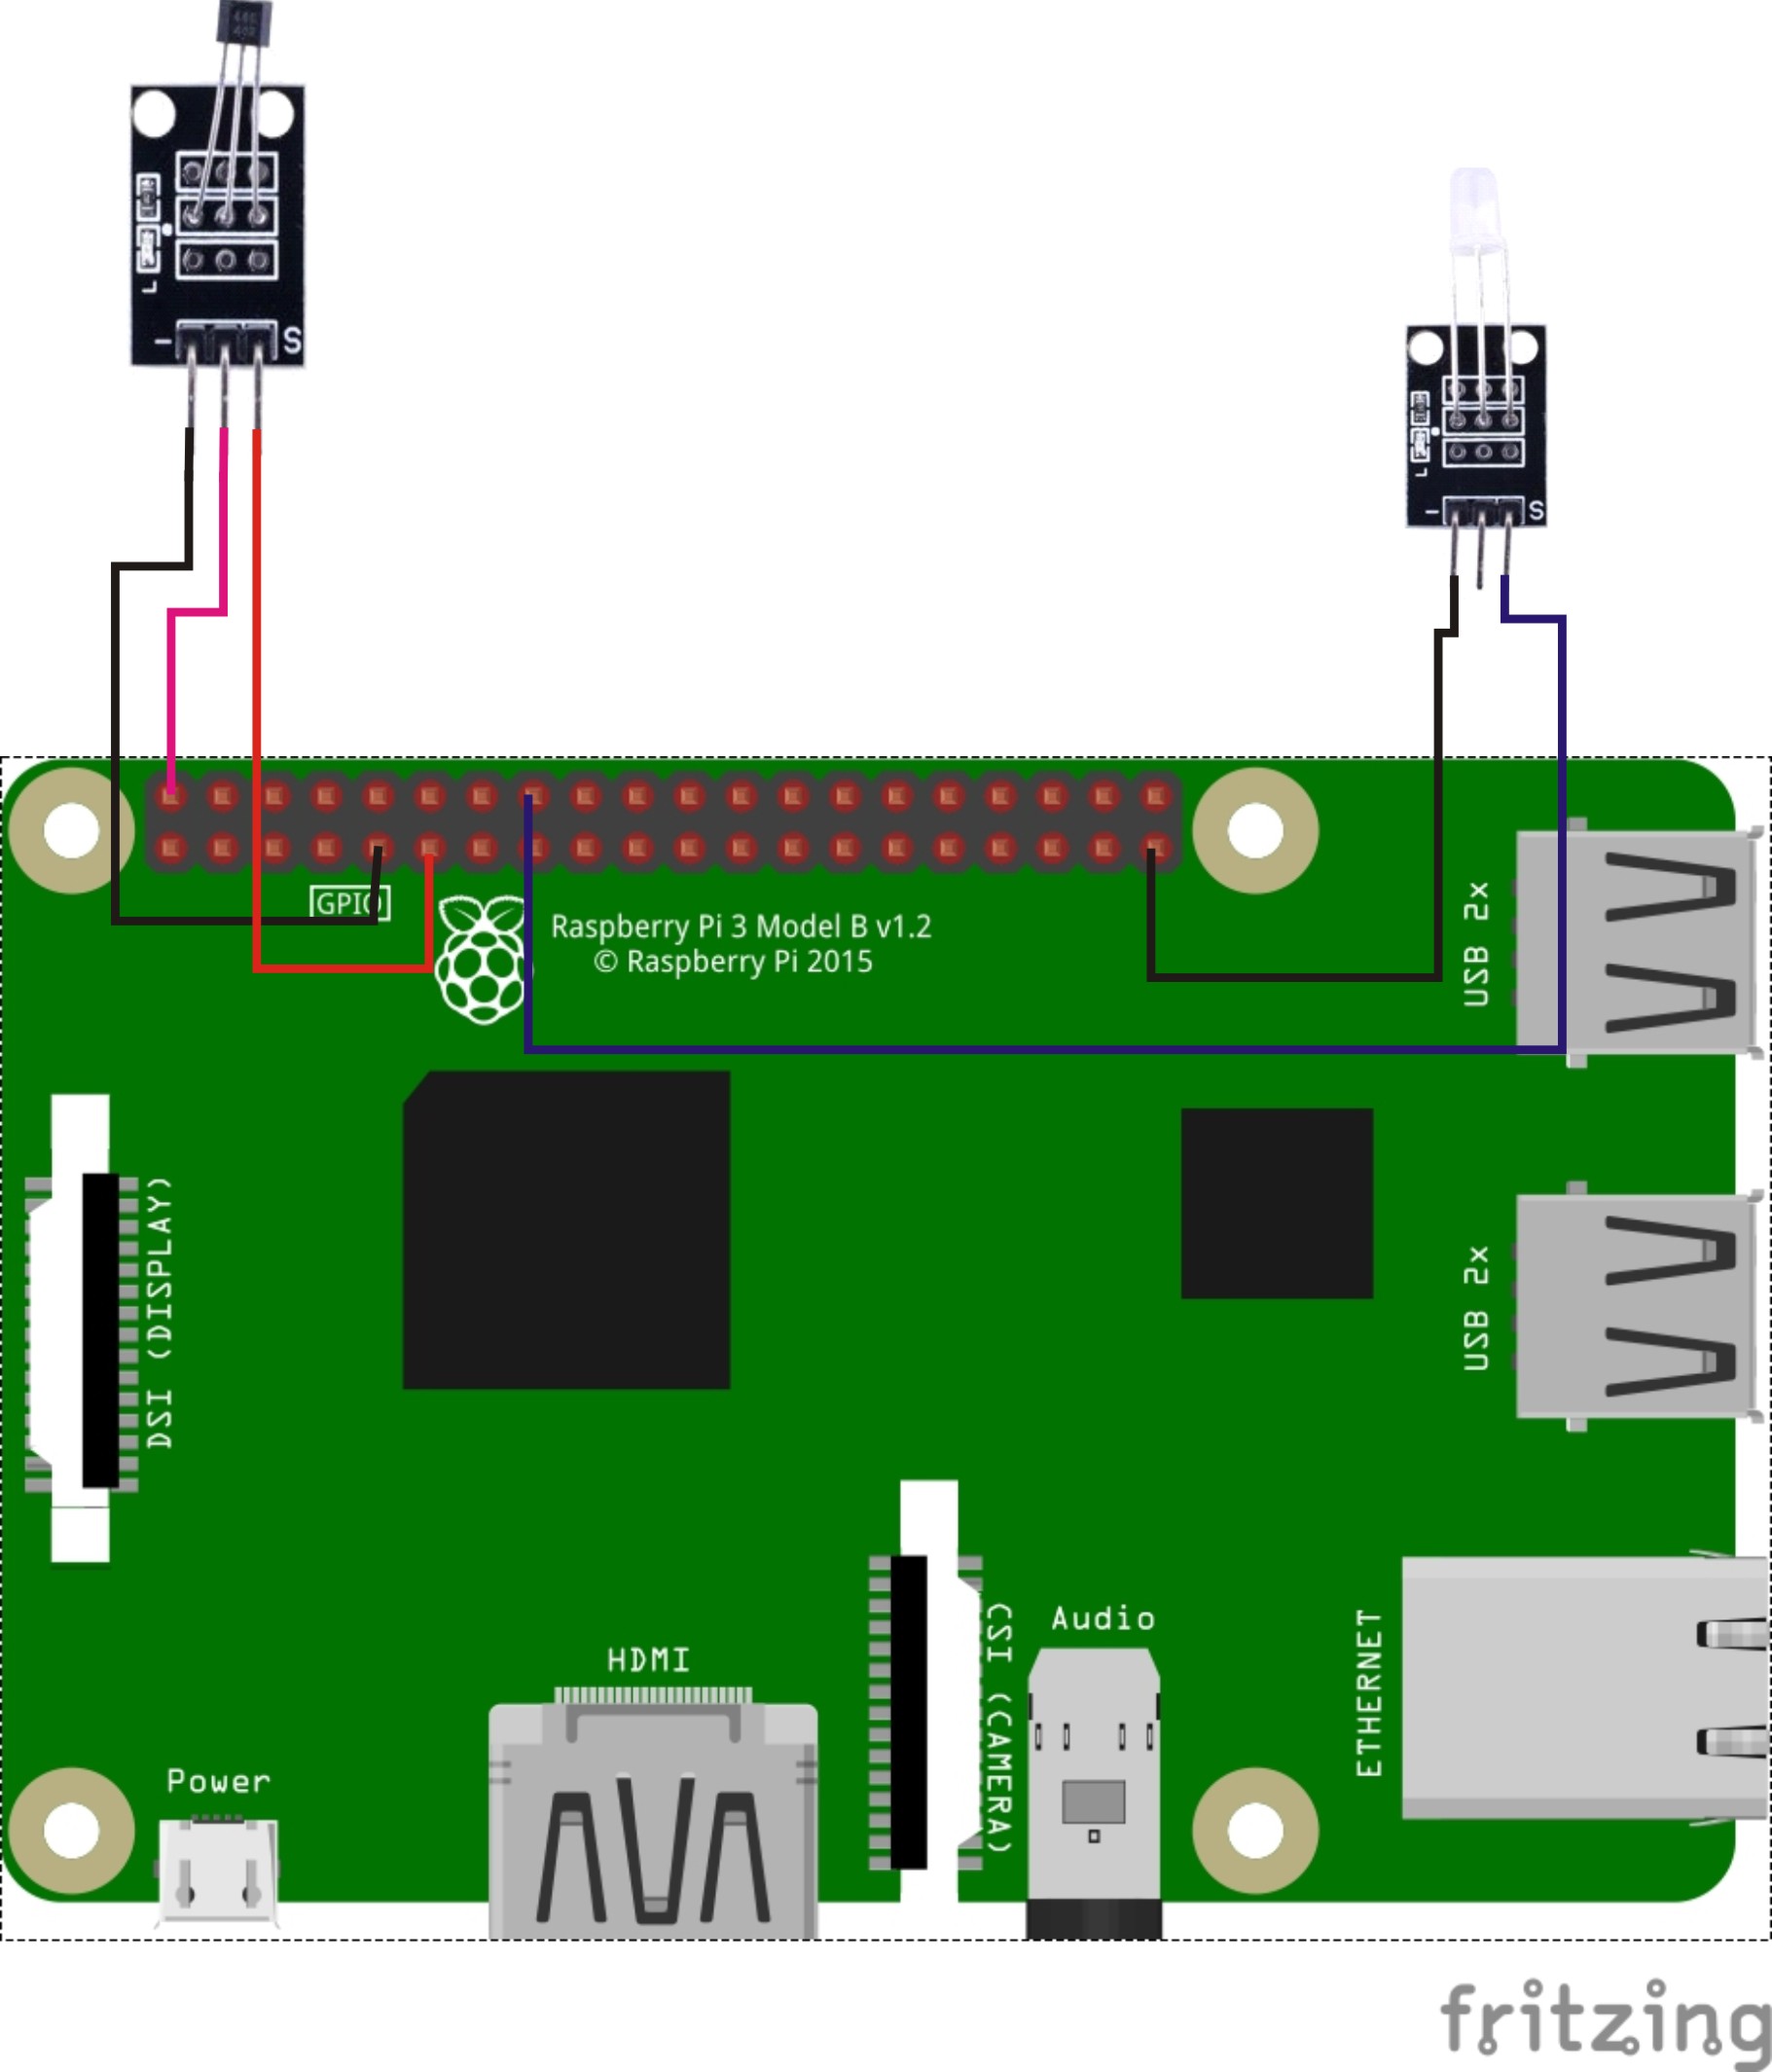 L
- S
L
- S
GPIO
Raspberry Pi 3 Model B v1.2
© Raspberry Pi 2015
USB 2x
DSI (DISPLAY)
USB 2x
CSI (CAMERA)
Audio
ETHERNET
HDMI
Power
fritzing